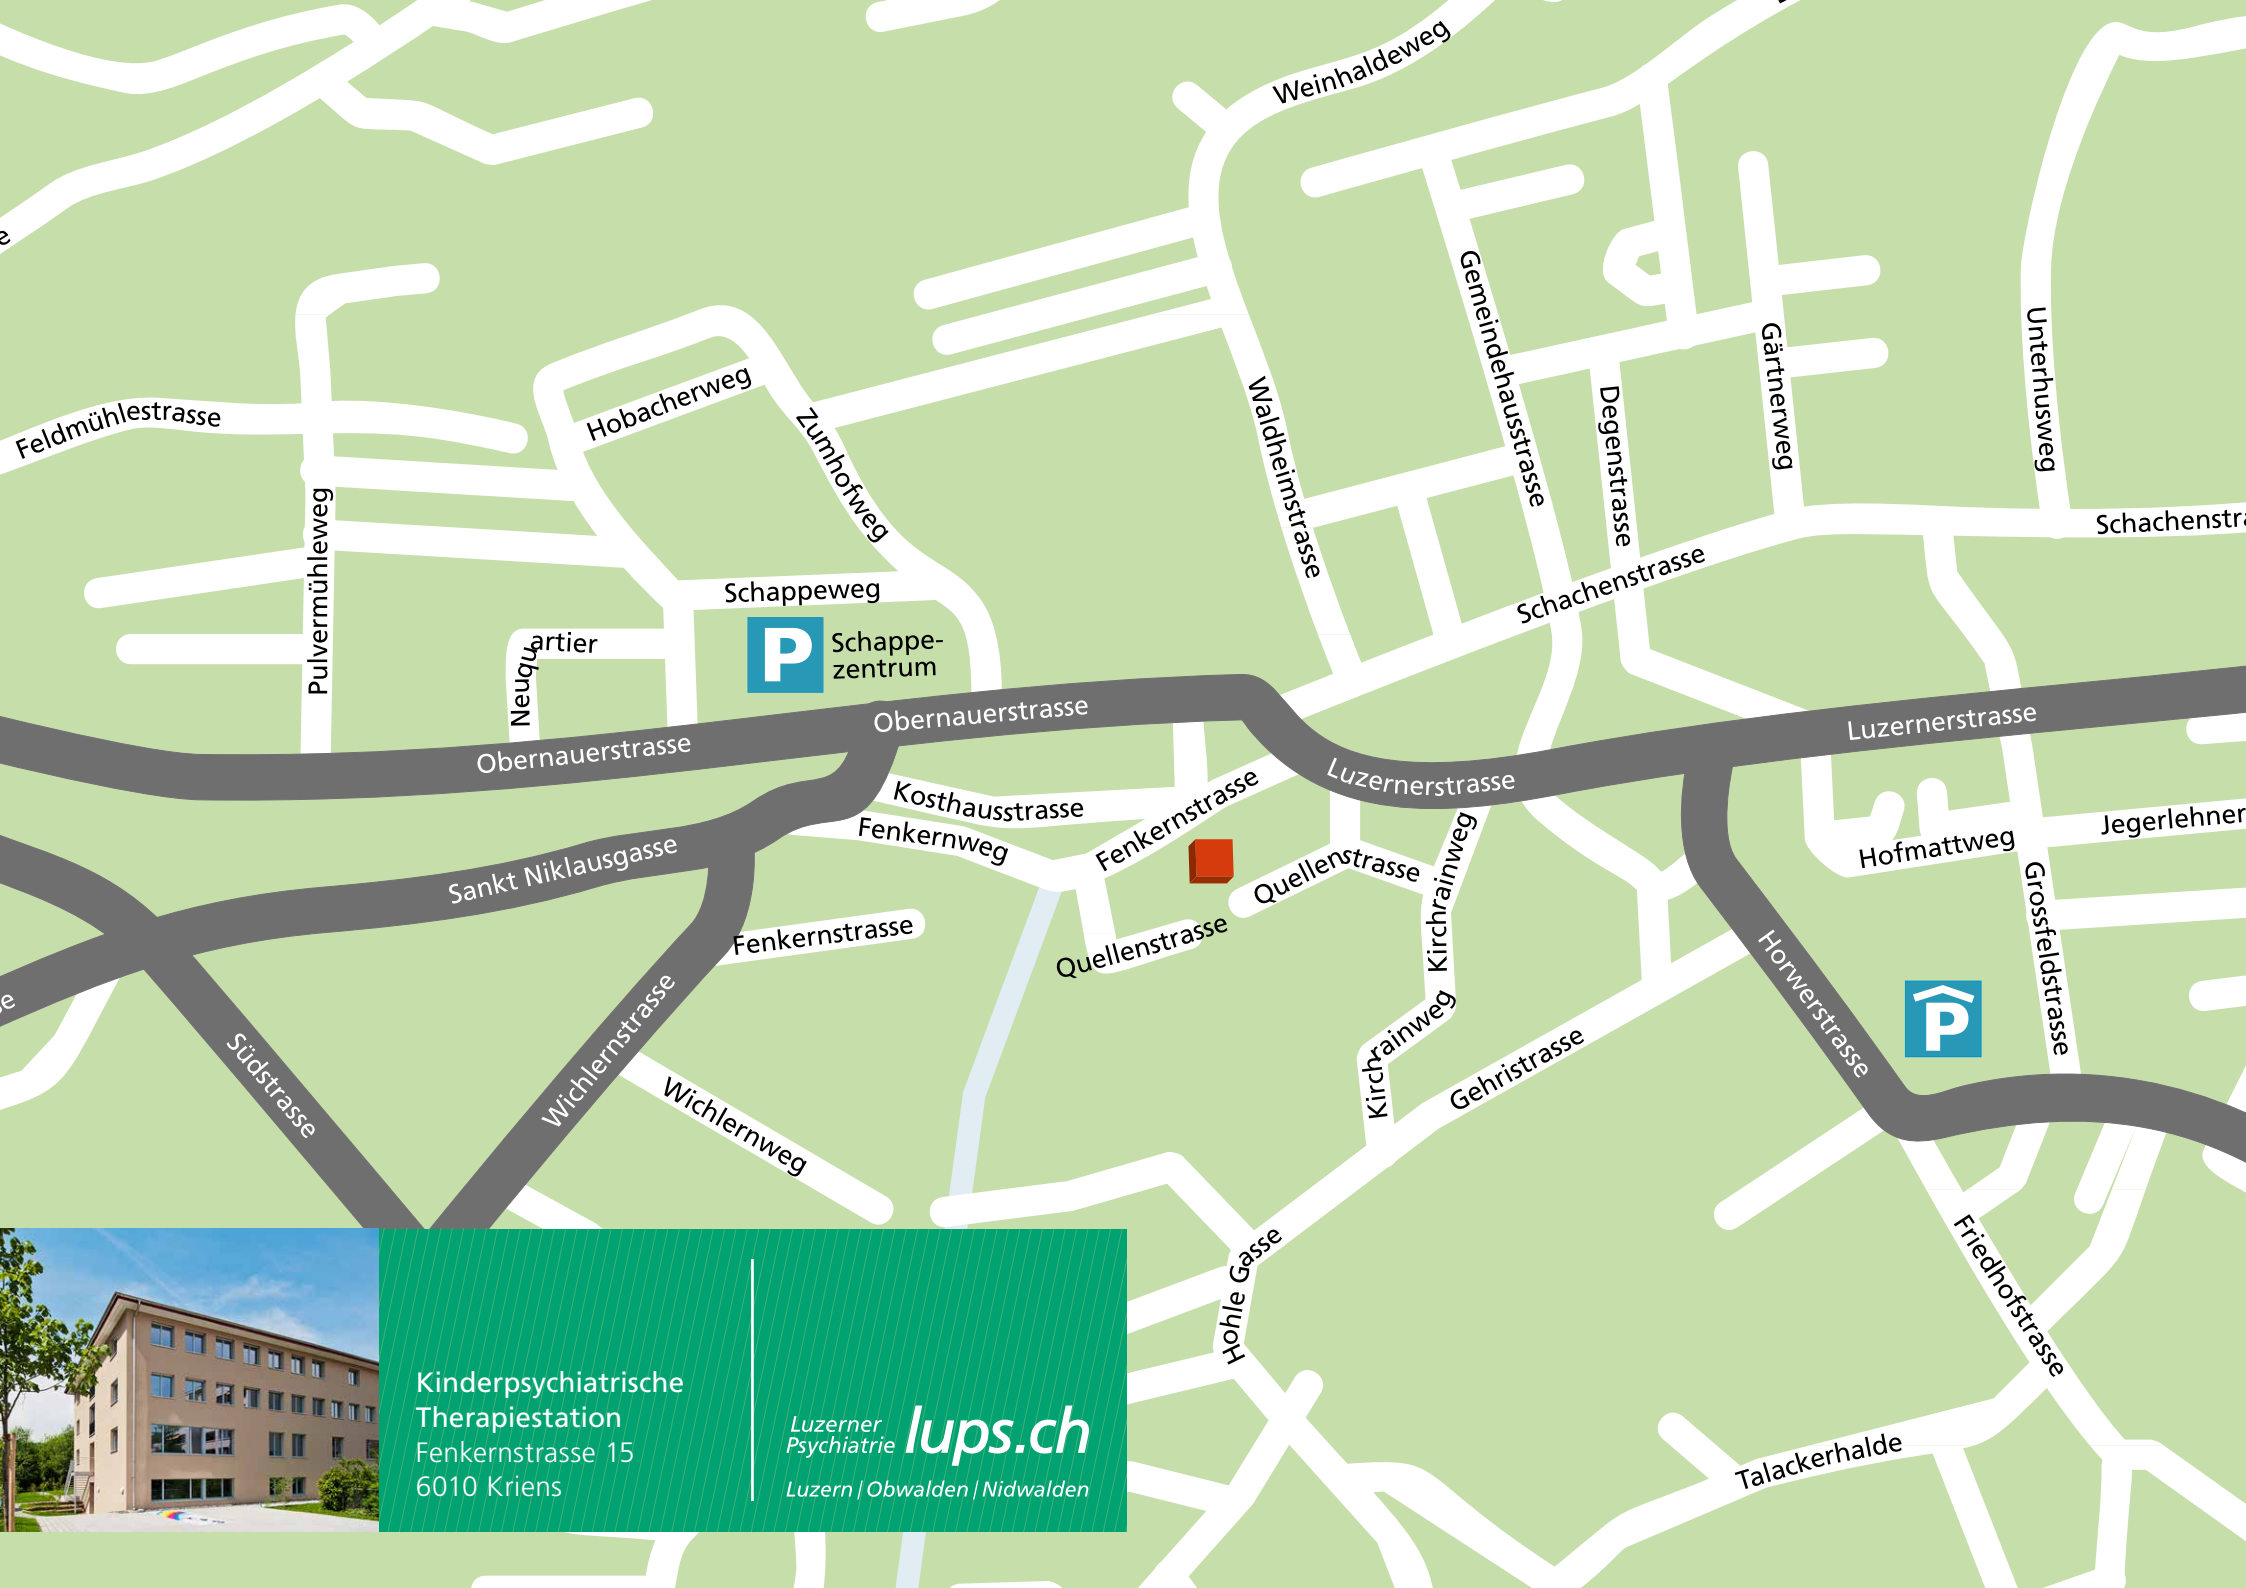 Weinhaldeweg
Gemeindehausstrasse
Gärtnerweg
Unterhusweg
Feldmühlestrasse
Hobacherweg
Zumhofweg
Waldheimstrasse
Degenstrasse
Pulvermühleweg
Schachenstra
Schachenstrasse
Schappeweg
Neuquartier
P
Schappe-
zentrum
Obernauerstrasse
Obernauerstrasse
Luzernerstrasse
Luzernerstrasse
Kosthausstrasse
Fenkernweg
Fenkernstrasse
Quellenstrasse
Kirchrainweg
Hofmattweg
Jegerlehner
Sankt Niklausgasse
Fenkernstrasse
Quellenstrasse
Grossfeldstrasse
Horwerstrasse
P
Südstrasse
Wichlernstrasse
Wichlernweg
Kirchrainweg
Gehristrasse
Hohle Gasse
Friedhofstrasse
Talackerhalde
Kinderpsychiatrische
Therapiestation
Fenkernstrasse 15
6010 Kriens
Luzerner
Psychiatrie lups.ch
Luzern | Obwalden | Nidwalden